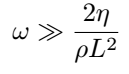 ω ≫ 2η / ρL²